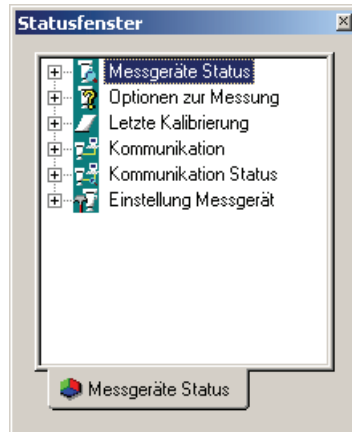 Statusfenster
Messgeräte Status
Optionen zur Messung
Letzte Kalibrierung
Kommunikation
Kommunikation Status
Einstellung Messgerät
Messgeräte Status